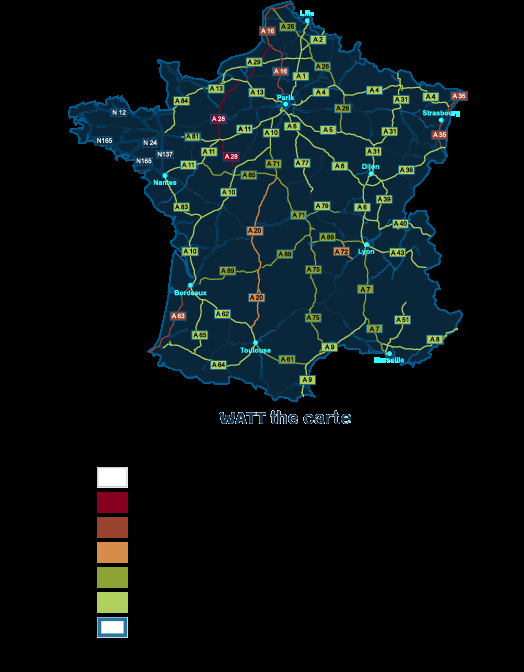 Lille
A 16
A 25
A 2
A 29
A 26
A 16
A 1
A 13
A 13
A 4
A 4
A 4
A 35
A 84
Paris
A 31
A 26
Strasbourg
N 12
A 28
A 11
A 10
A 6
A 5
A 31
A 35
N165
A 81
N 24
N137
A 11
A 28
A 31
N165
A 11
A 71
A 77
A 6
Dijon
A 36
Nantes
A 85
A 10
A 39
A 83
A 79
A 6
A 71
A 40
A 20
A 89
A 10
A 89
A 72
Lyon
A 43
A 89
A 75
Bordeaux
A 7
A 20
A 63
A 62
A 75
A 51
A 65
A 7
A 8
Toulouse
A 9
Marseille
A 64
A 61
A 9
WATT the carte